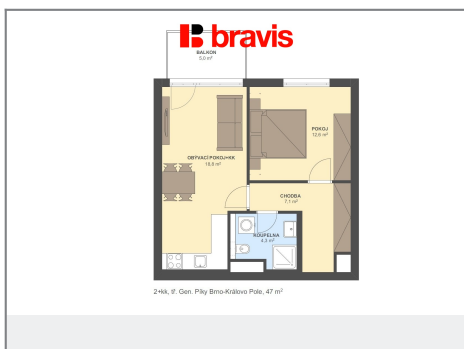 bravis
BALKON
5,0 m²
POKOJ
12,8 m²
OBÝVACÍ POKOJ+KK
18,8 m²
CHODBA
7,1 m²
KOUPELNA
4,3 m²
2+kk, tř. Gen. Píky Brno-Královo Pole, 47 m²